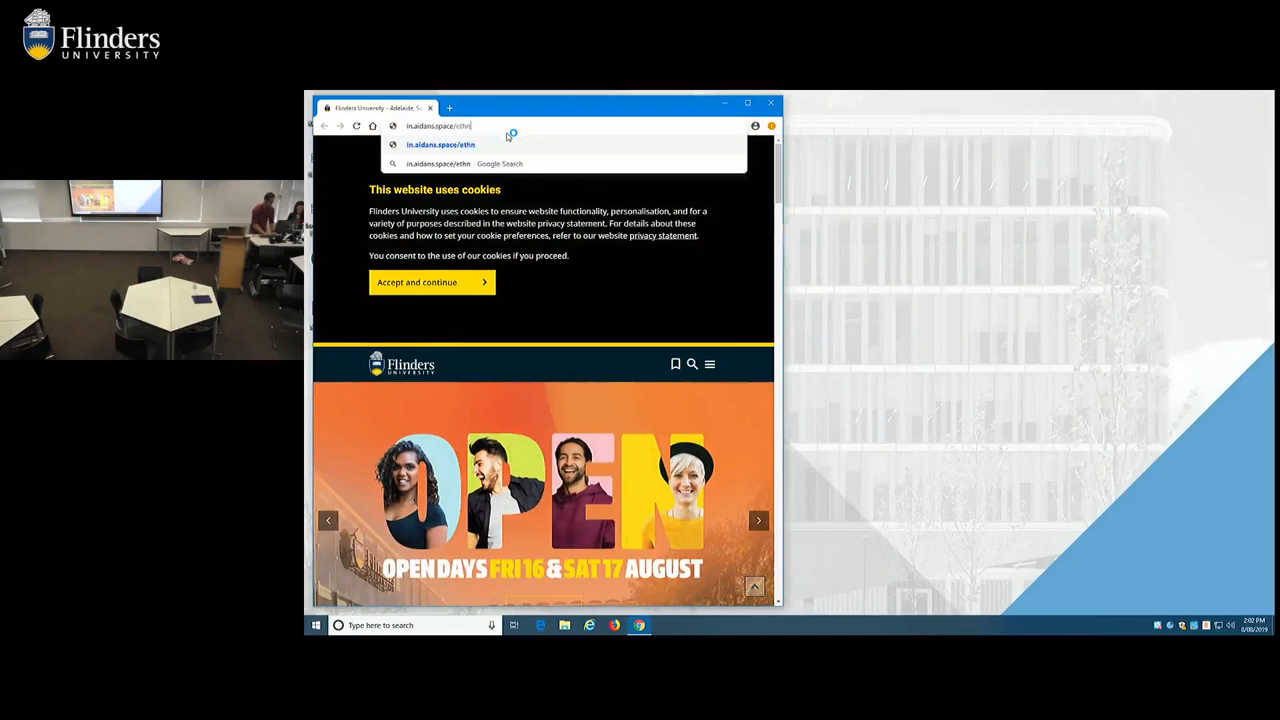 Flinders
UNIVERSITY
Flinders University - Adelaide, S
in.aidans.space/ethn
in.aidans.space/ethn
in.aidans.space/ethn - Google Search
This website uses cookies
Flinders University uses cookies to ensure website functionality, personalisation, and for a
variety of purposes described in the website privacy statement. For details about these
cookies and how to set your cookie preferences, refer to our website privacy statement.
You consent to the use of our cookies if you proceed.
Accept and continue
Flinders
UNIVERSITY
OPEN
OPEN DAYS FRI 16 & SAT 17 AUGUST
Type here to search
2:02 PM
8/08/2019